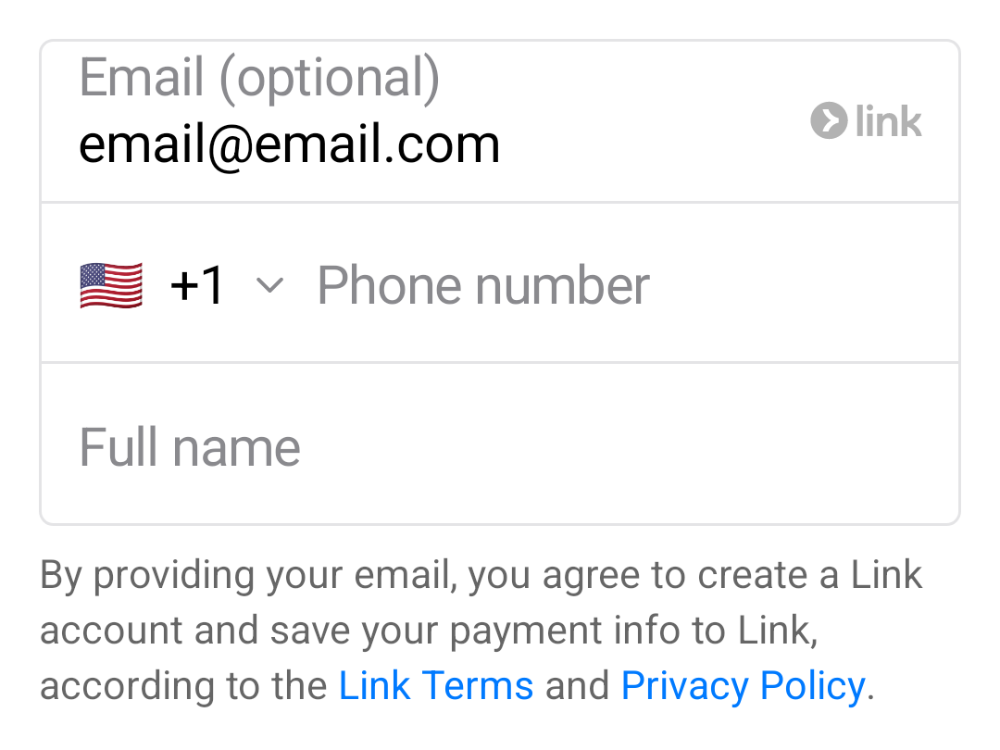 Email (optional)
email@email.com
link
+1 Phone number
Full name
By providing your email, you agree to create a Link
account and save your payment info to Link,
according to the Link Terms and Privacy Policy.